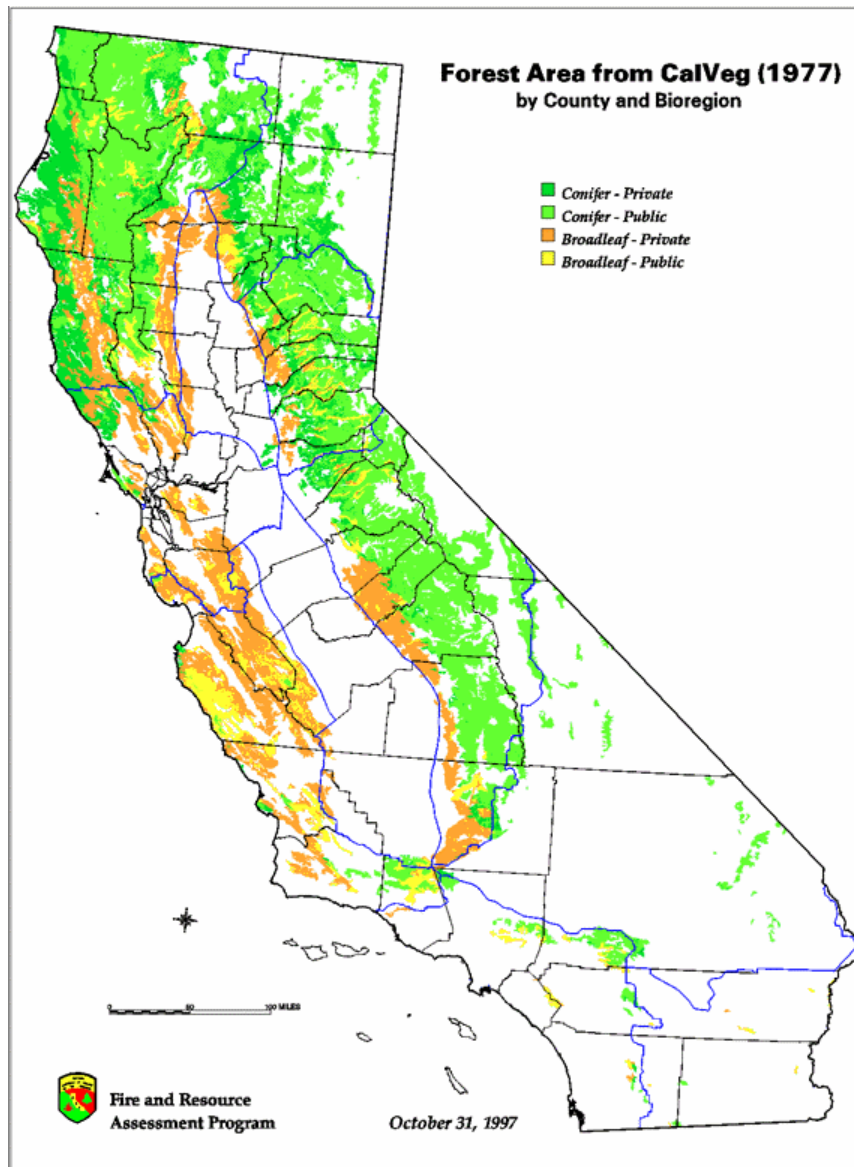 Forest Area from CalVeg (1977)
by County and Bioregion
Conifer - Private
Conifer - Public
Broadleaf - Private
Broadleaf - Public
0 50 100 MILES
Fire and Resource
Assessment Program
October 31, 1997